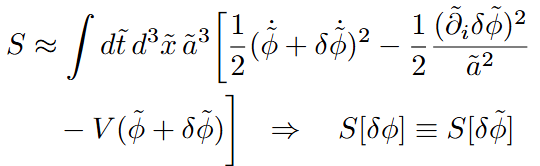 S ≈ ∫ dt̃ d³x̃ ã³ [ 1/2 (φ̃̇ + δφ̃̇)² − 1/2 (∂̃ᵢδφ̃)²/ã²
− V(φ̃ + δφ̃) ] ⇒ S[δφ] ≡ S[δφ̃]